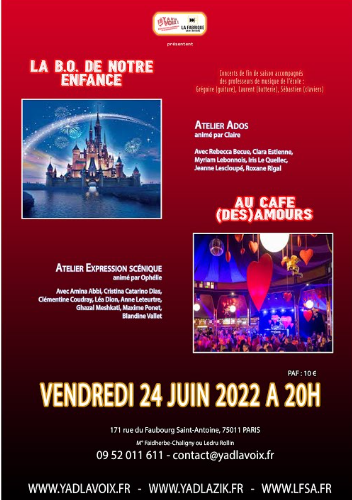 présentent
LA B.O. DE NOTRE
ENFANCE
Concerts de fin de saison accompagnés
des professeurs de musique de l'école :
Grégoire (guitare), Laurent (batterie), Sébastien (claviers)
ATELIER ADOS
animé par Claire
Avec Rebecca Becue, Clara Estienne,
Myriam Lebonnois, Iris Le Quellec,
Jeanne Lescloupé, Roxane Rigal
AU CAFE
(DES)AMOURS
ATELIER EXPRESSION SCÉNIQUE
animé par Ophélie
Avec Amina Abbi, Cristina Catarino Dias,
Clémentine Coudray, Léa Dion, Anne Leteurtre,
Ghazal Meshkati, Maxime Penet,
Blandine Vallet
PAF : 10 €
VENDREDI 24 JUIN 2022 A 20H
171 rue du Faubourg Saint-Antoine, 75011 PARIS
M° Faidherbe-Chaligny ou Ledru Rollin
09 52 011 611 - contact@yadlavoix.fr
WWW.YADLAVOIX.FR - WWW.YADLAZIK.FR - WWW.LFSA.FR